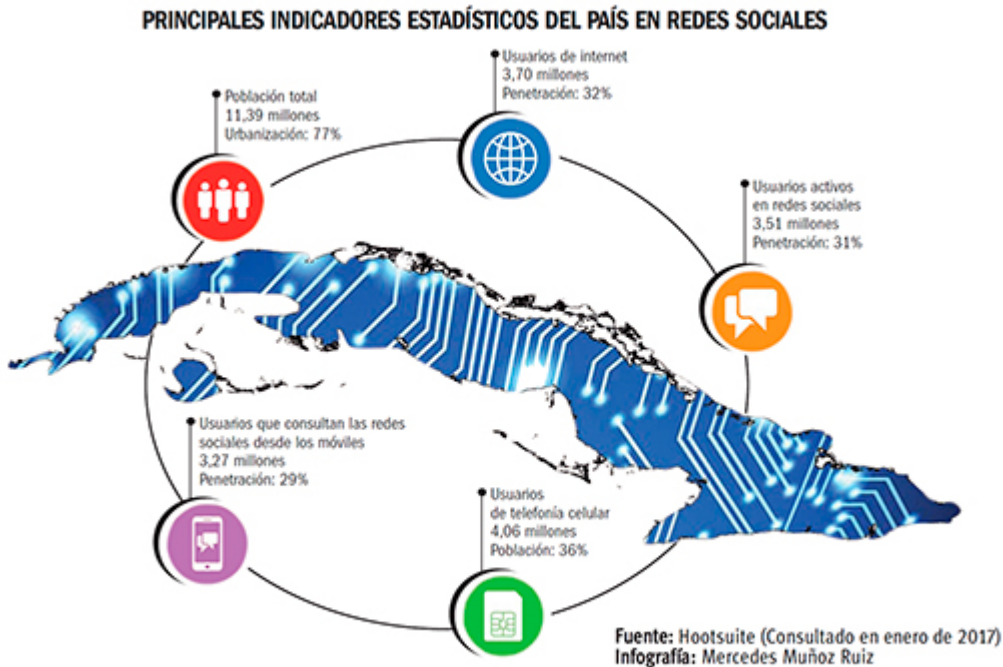 PRINCIPALES INDICADORES ESTADÍSTICOS DEL PAÍS EN REDES SOCIALES
Usuarios de internet
3,70 millones
Penetración: 32%
Población total
11,39 millones
Urbanización: 77%
Usuarios activos
en redes sociales
3,51 millones
Penetración: 31%
Usuarios que consultan las redes
sociales desde los móviles
3,27 millones
Penetración: 29%
Usuarios
de telefonía celular
4,06 millones
Población: 36%
Fuente: Hootsuite (Consultado en enero de 2017)
Infografía: Mercedes Muñoz Ruiz